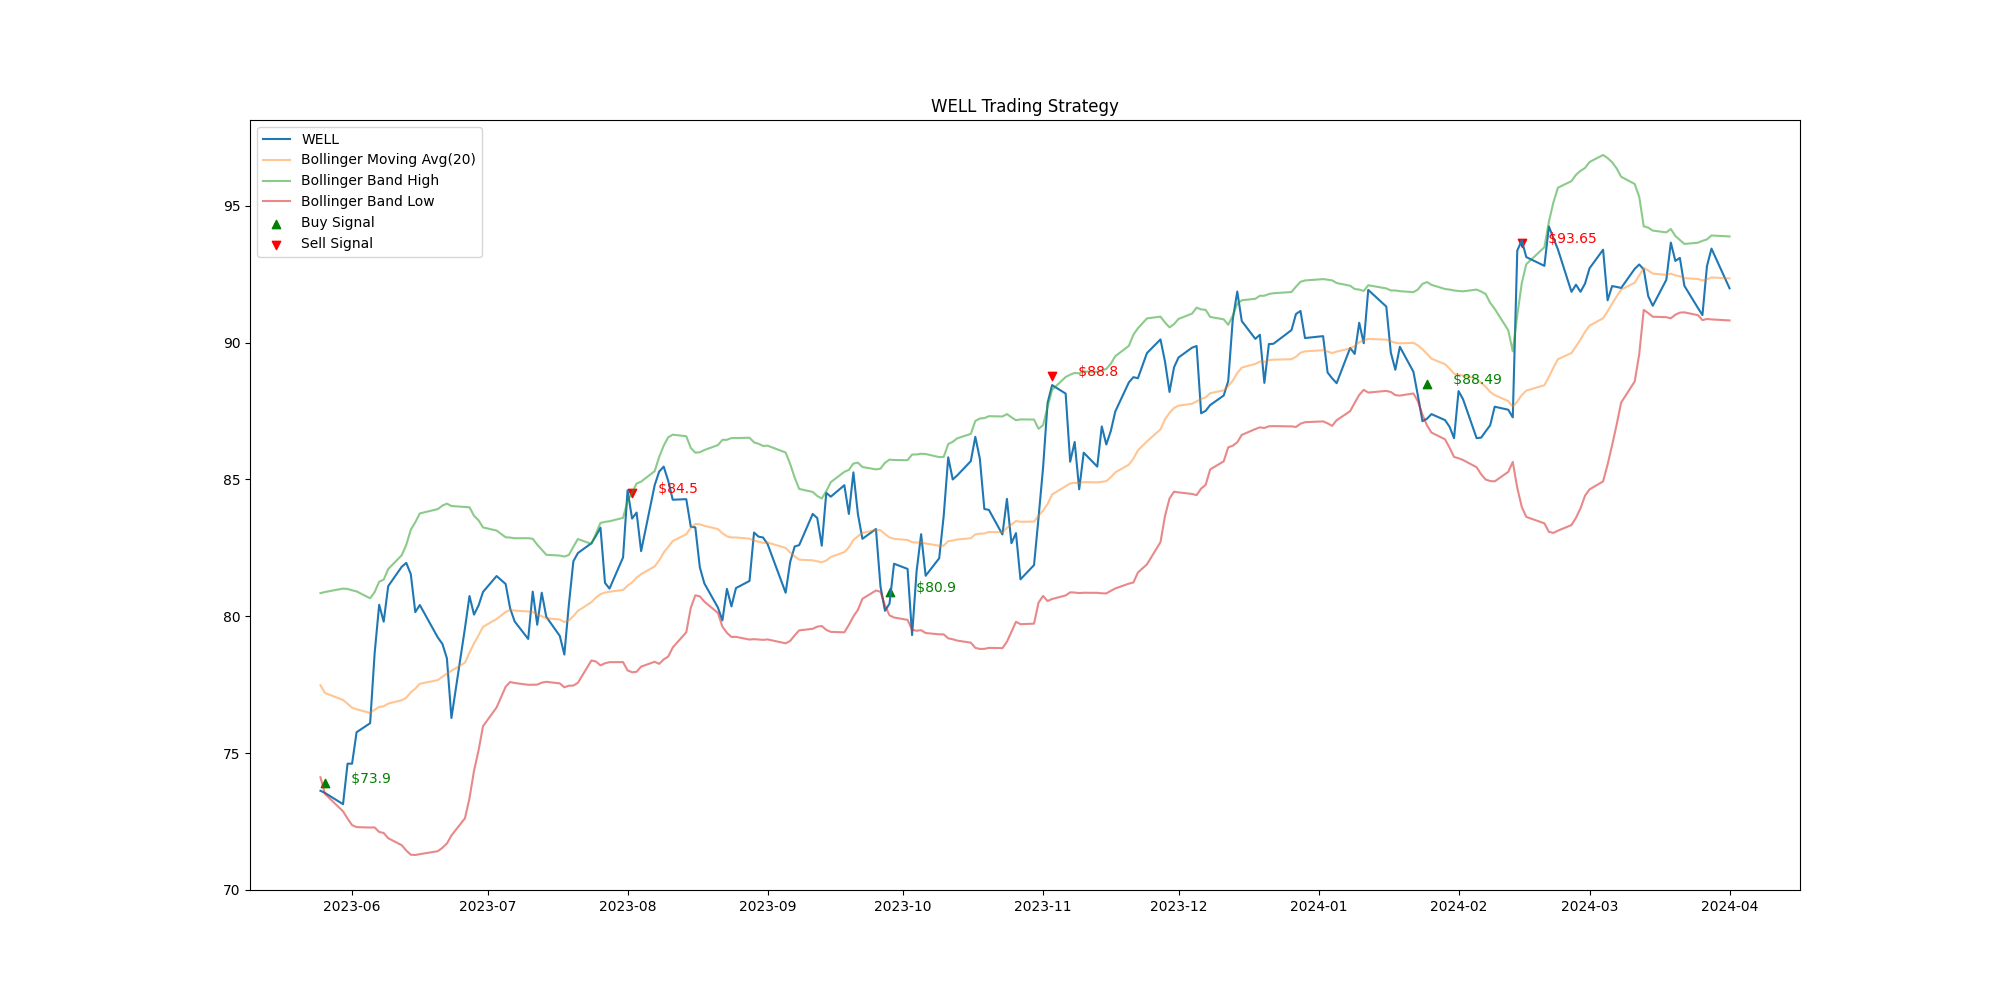 WELL Trading Strategy
WELL
Bollinger Moving Avg(20)
Bollinger Band High
Bollinger Band Low
Buy Signal
Sell Signal
95
90
85
80
75
70
$93.65
$88.8
$88.49
$84.5
$80.9
$73.9
2023-06 2023-07 2023-08 2023-09 2023-10 2023-11 2023-12 2024-01 2024-02 2024-03 2024-04